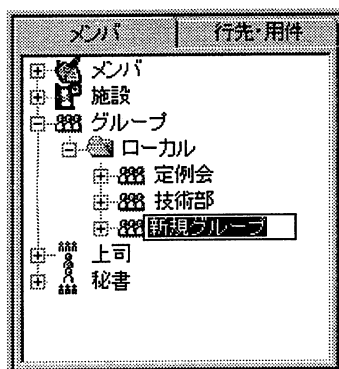 メンバ 行先・用件
メンバ
施設
グループ
ローカル
定例会
技術部
新規グループ
上司
秘書